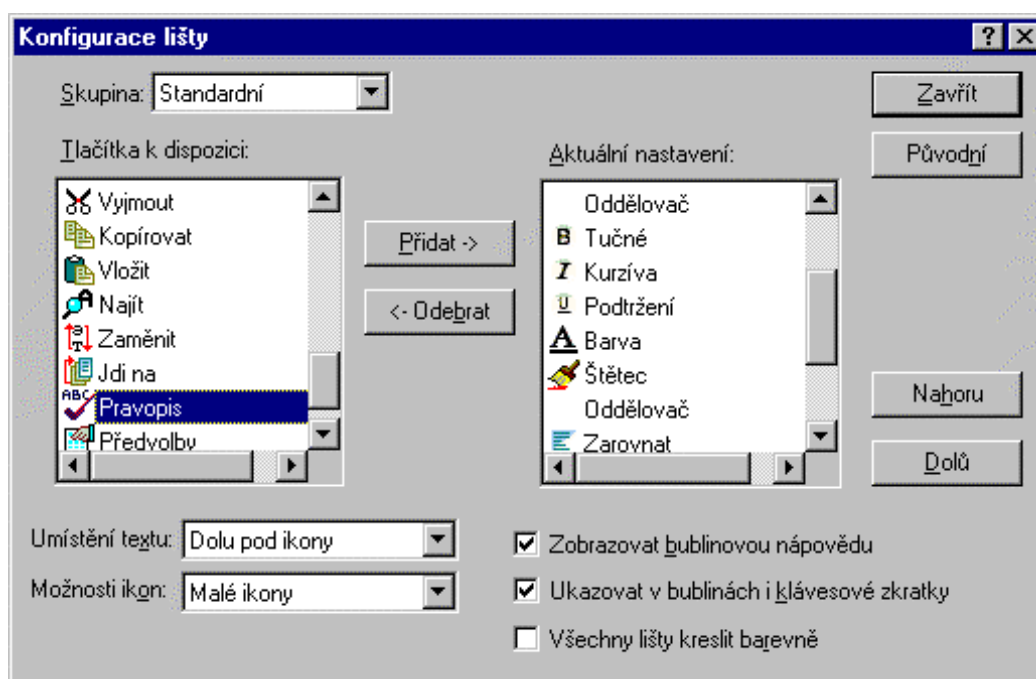 Konfigurace lišty
Skupina: Standardní
Zavřít
Tlačítka k dispozici:
Aktuální nastavení:
Původní
Vyjmout
Kopírovat
Vložit
Najít
Zaměnit
Jdi na
ABC
Pravopis
Předvolby
Přidat ->
<- Odebrat
Oddělovač
B Tučné
I Kurzíva
U Podtržení
A Barva
Štětec
Oddělovač
Zarovnat
Nahoru
Dolů
Umístění textu: Dolu pod ikony
Možnosti ikon: Malé ikony
Zobrazovat bublinovou nápovědu
Ukazovat v bublinách i klávesové zkratky
Všechny lišty kreslit barevně